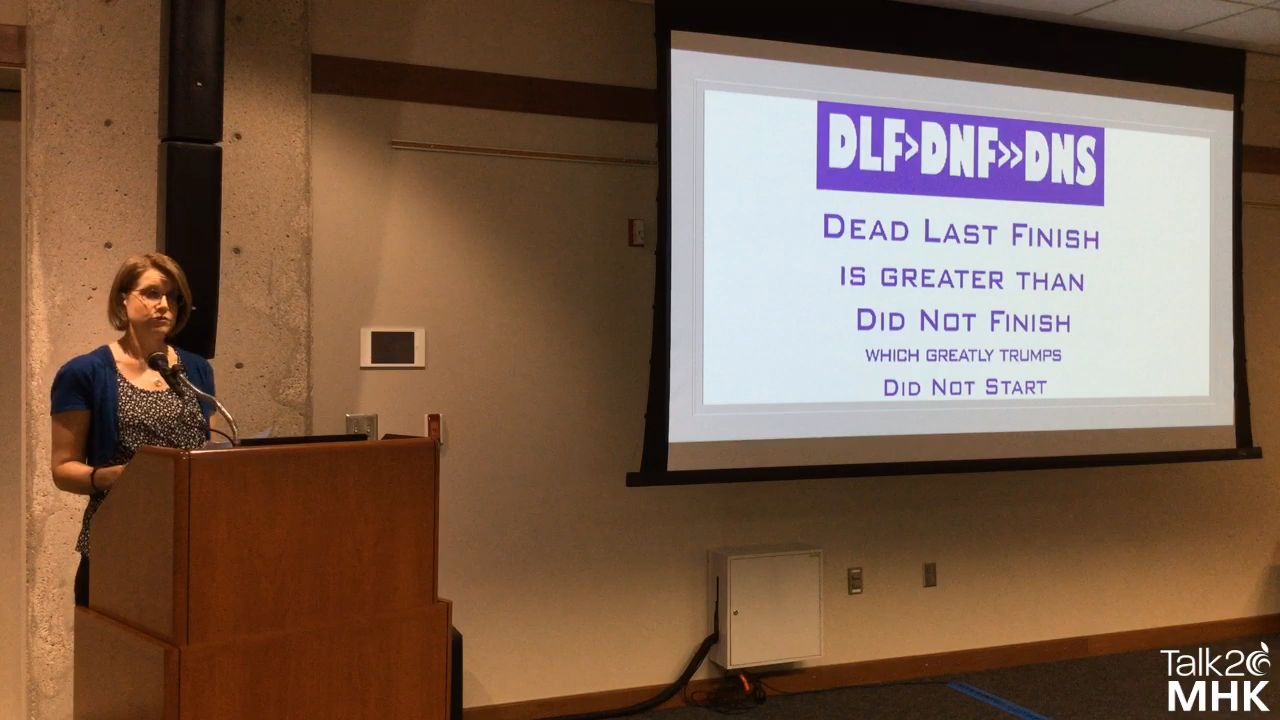 DLF>DNF>>DNS
DEAD LAST FINISH
IS GREATER THAN
DID NOT FINISH
WHICH GREATLY TRUMPS
DID NOT START
Talk20
MHK